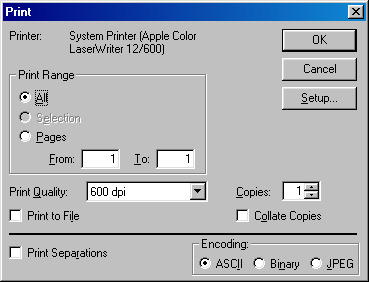 Print
Printer: System Printer (Apple Color
LaserWriter 12/600)
OK
Cancel
Setup...
Print Range
All
Selection
Pages
From: 1 To: 1
Print Quality: 600 dpi Copies: 1
Print to File Collate Copies
Print Separations
Encoding:
ASCII Binary JPEG